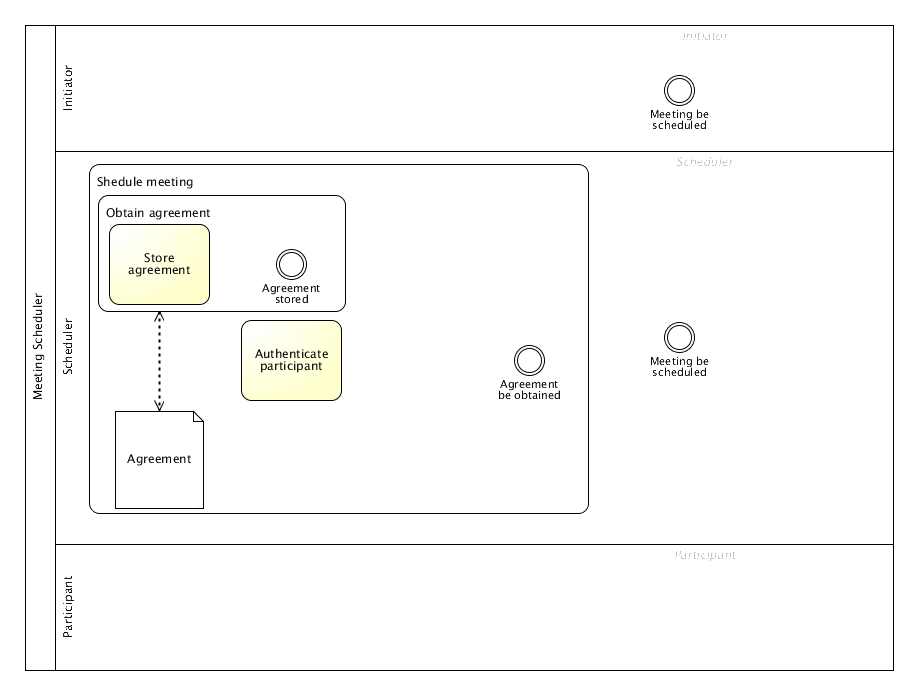 Meeting Scheduler
Initiator
Initiator
Meeting be
scheduled
Scheduler
Scheduler
Shedule meeting
Obtain agreement
Store
agreement
Agreement
stored
Authenticate
participant
Agreement
be obtained
Meeting be
scheduled
Agreement
Participant
Participant